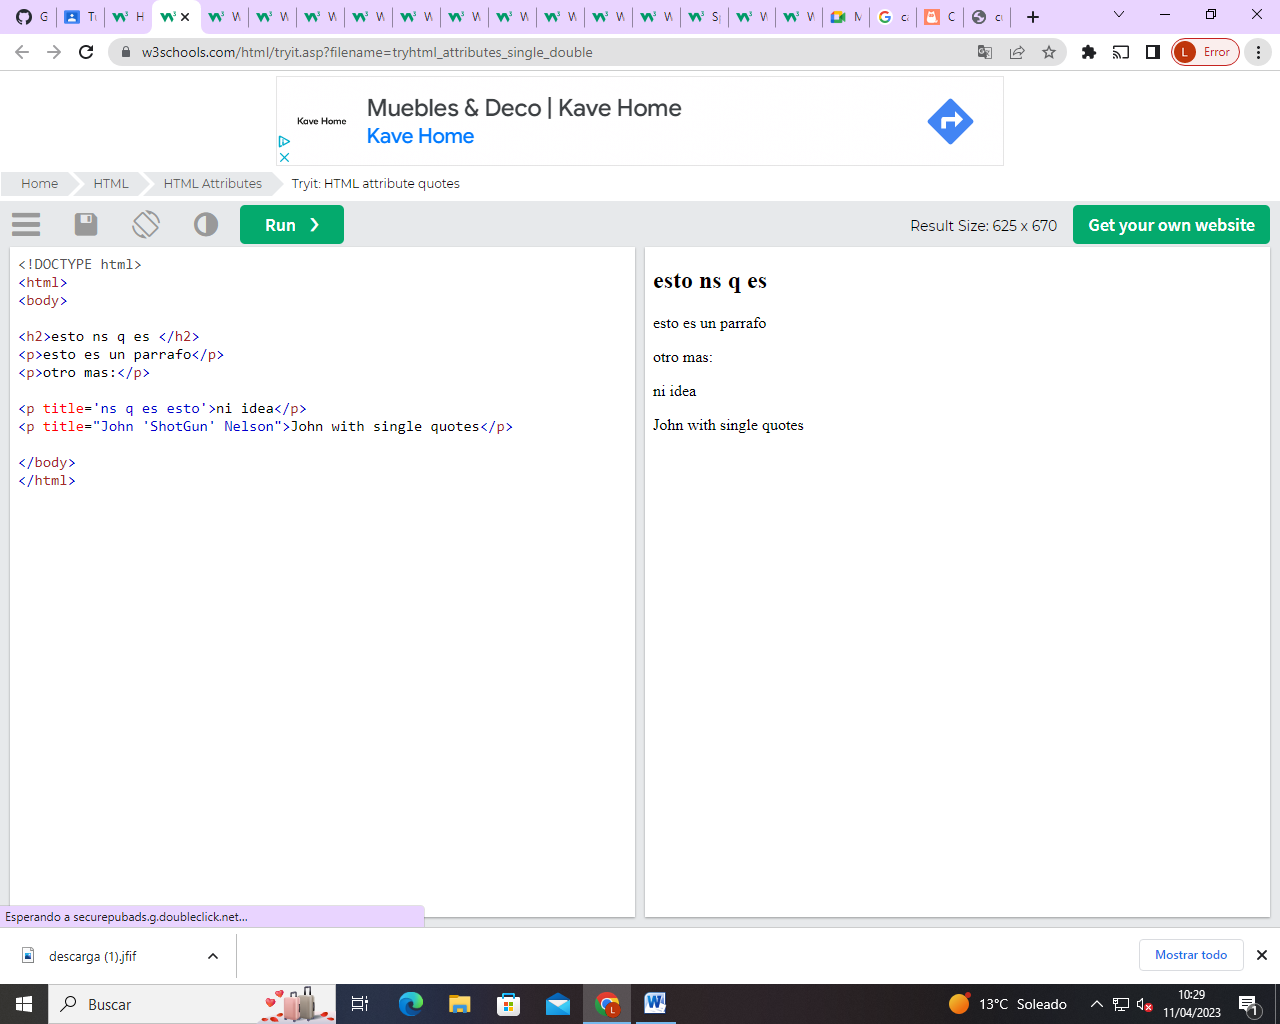 G
Tu
H
W
W
W
W
W
W
W
W
W
W
Sp
W
W
M
ca
C
cu
w3schools.com/html/tryit.asp?filename=tryhtml_attributes_single_double
L Error
Kave Home
Muebles & Deco | Kave Home
Kave Home
Home HTML HTML Attributes Tryit: HTML attribute quotes
Run ❯
Result Size: 625 x 670
Get your own website
<!DOCTYPE html>
<html>
<body>
<h2>esto ns q es </h2>
<p>esto es un parrafo</p>
<p>otro mas:</p>
<p title='ns q es esto'>ni idea</p>
<p title="John 'ShotGun' Nelson">John with single quotes</p>
</body>
</html>
esto ns q es
esto es un parrafo
otro mas:
ni idea
John with single quotes
Esperando a securepubads.g.doubleclick.net...
descarga (1).jfif
Mostrar todo
Buscar
13°C Soleado
10:29
11/04/2023
1